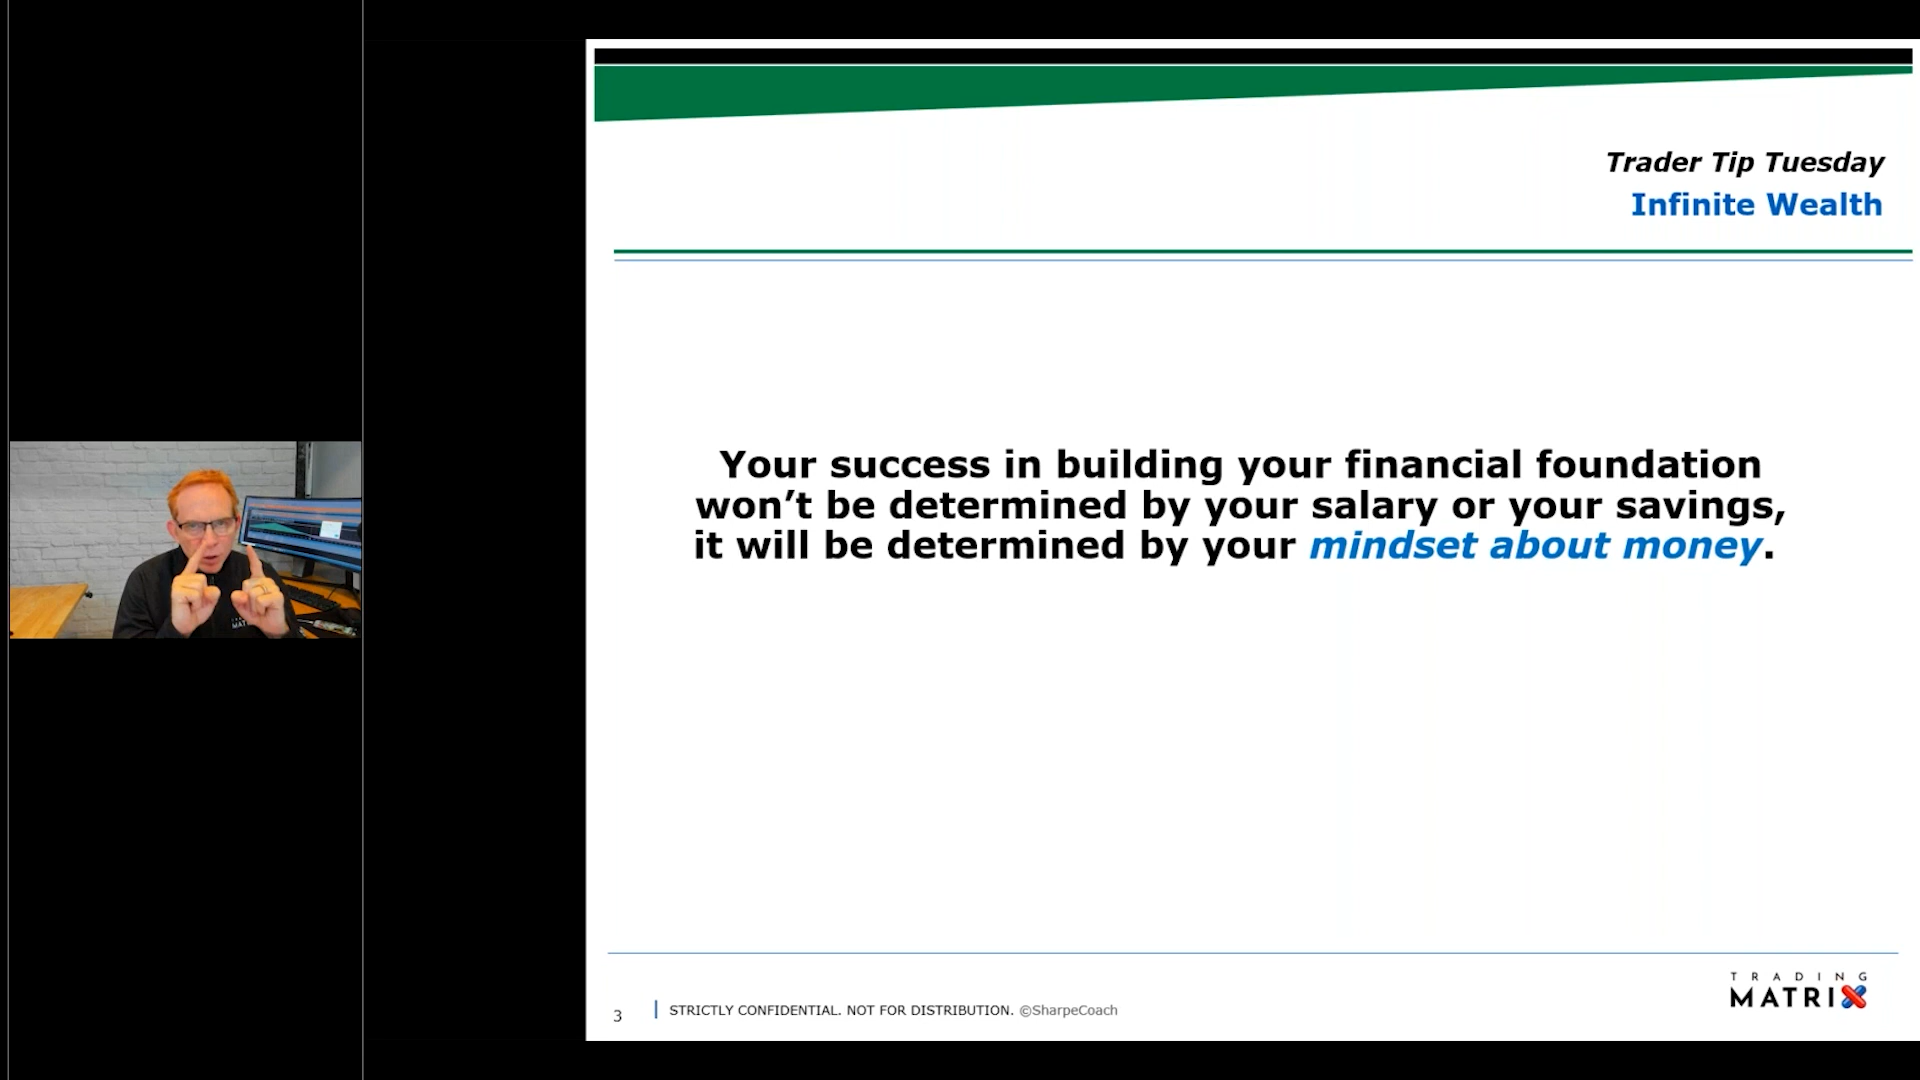 Trader Tip Tuesday
Infinite Wealth
Your success in building your financial foundation
won’t be determined by your salary or your savings,
it will be determined by your mindset about money.
3
STRICTLY CONFIDENTIAL. NOT FOR DISTRIBUTION. ©SharpeCoach
TRADING
MATRIX